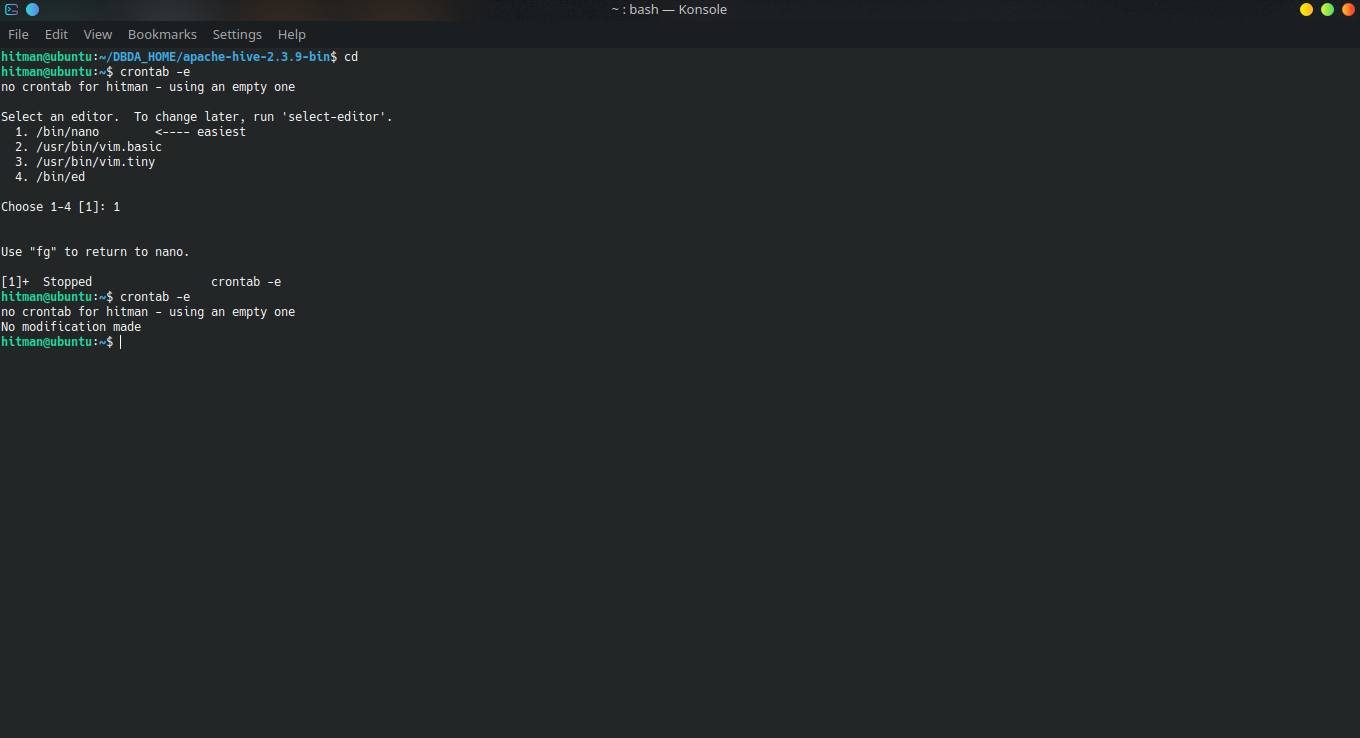 ~ : bash — Konsole
File Edit View Bookmarks Settings Help
hitman@ubuntu:~/DBDA_HOME/apache-hive-2.3.9-bin$ cd
hitman@ubuntu:~$ crontab -e
no crontab for hitman - using an empty one
Select an editor.  To change later, run 'select-editor'.
  1. /bin/nano        <---- easiest
  2. /usr/bin/vim.basic
  3. /usr/bin/vim.tiny
  4. /bin/ed
Choose 1-4 [1]: 1
Use "fg" to return to nano.
[1]+  Stopped                 crontab -e
hitman@ubuntu:~$ crontab -e
no crontab for hitman - using an empty one
No modification made
hitman@ubuntu:~$